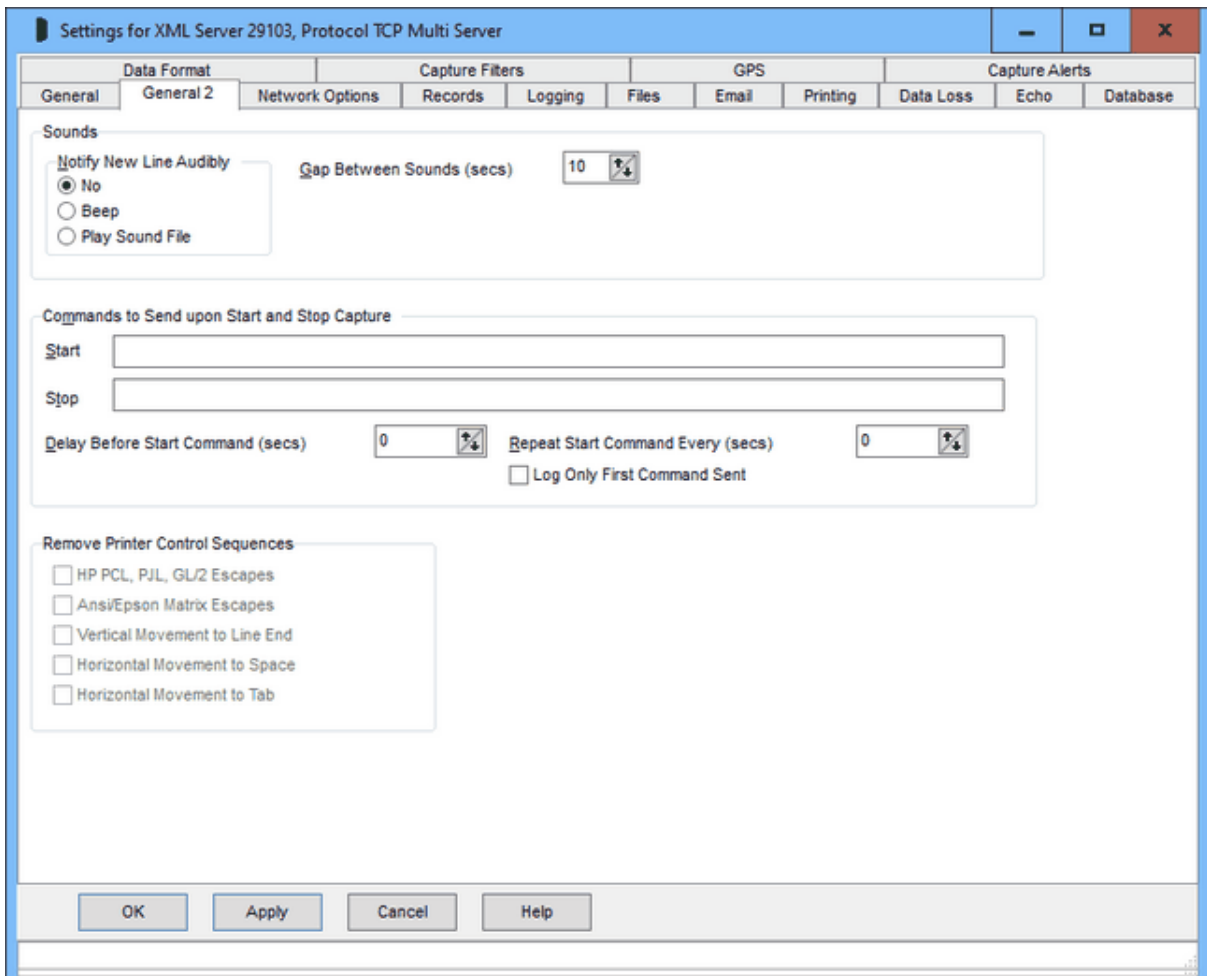 Settings for XML Server 29103, Protocol TCP Multi Server
Data Format Capture Filters GPS Capture Alerts
General General 2 Network Options Records Logging Files Email Printing Data Loss Echo Database
Sounds
Notify New Line Audibly
Gap Between Sounds (secs) 10
No
Beep
Play Sound File
Commands to Send upon Start and Stop Capture
Start
Stop
Delay Before Start Command (secs) 0 Repeat Start Command Every (secs) 0
Log Only First Command Sent
Remove Printer Control Sequences
HP PCL, PJL, GL/2 Escapes
Ansi/Epson Matrix Escapes
Vertical Movement to Line End
Horizontal Movement to Space
Horizontal Movement to Tab
OK Apply Cancel Help